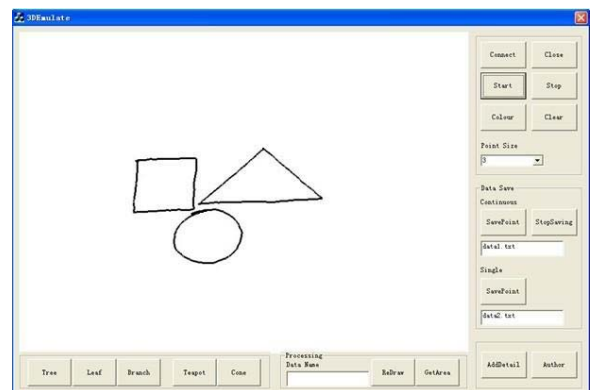 3DEmulate
Connect Close
Start Stop
Colour Clear
Point Size
3
Data Save
Continuous
SavePoint StopSaving
data1.txt
Single
SavePoint
data2.txt
Tree Leaf Branch Teapot Cone
Processing
Data Name
ReDraw GetArea
AddDetail Author